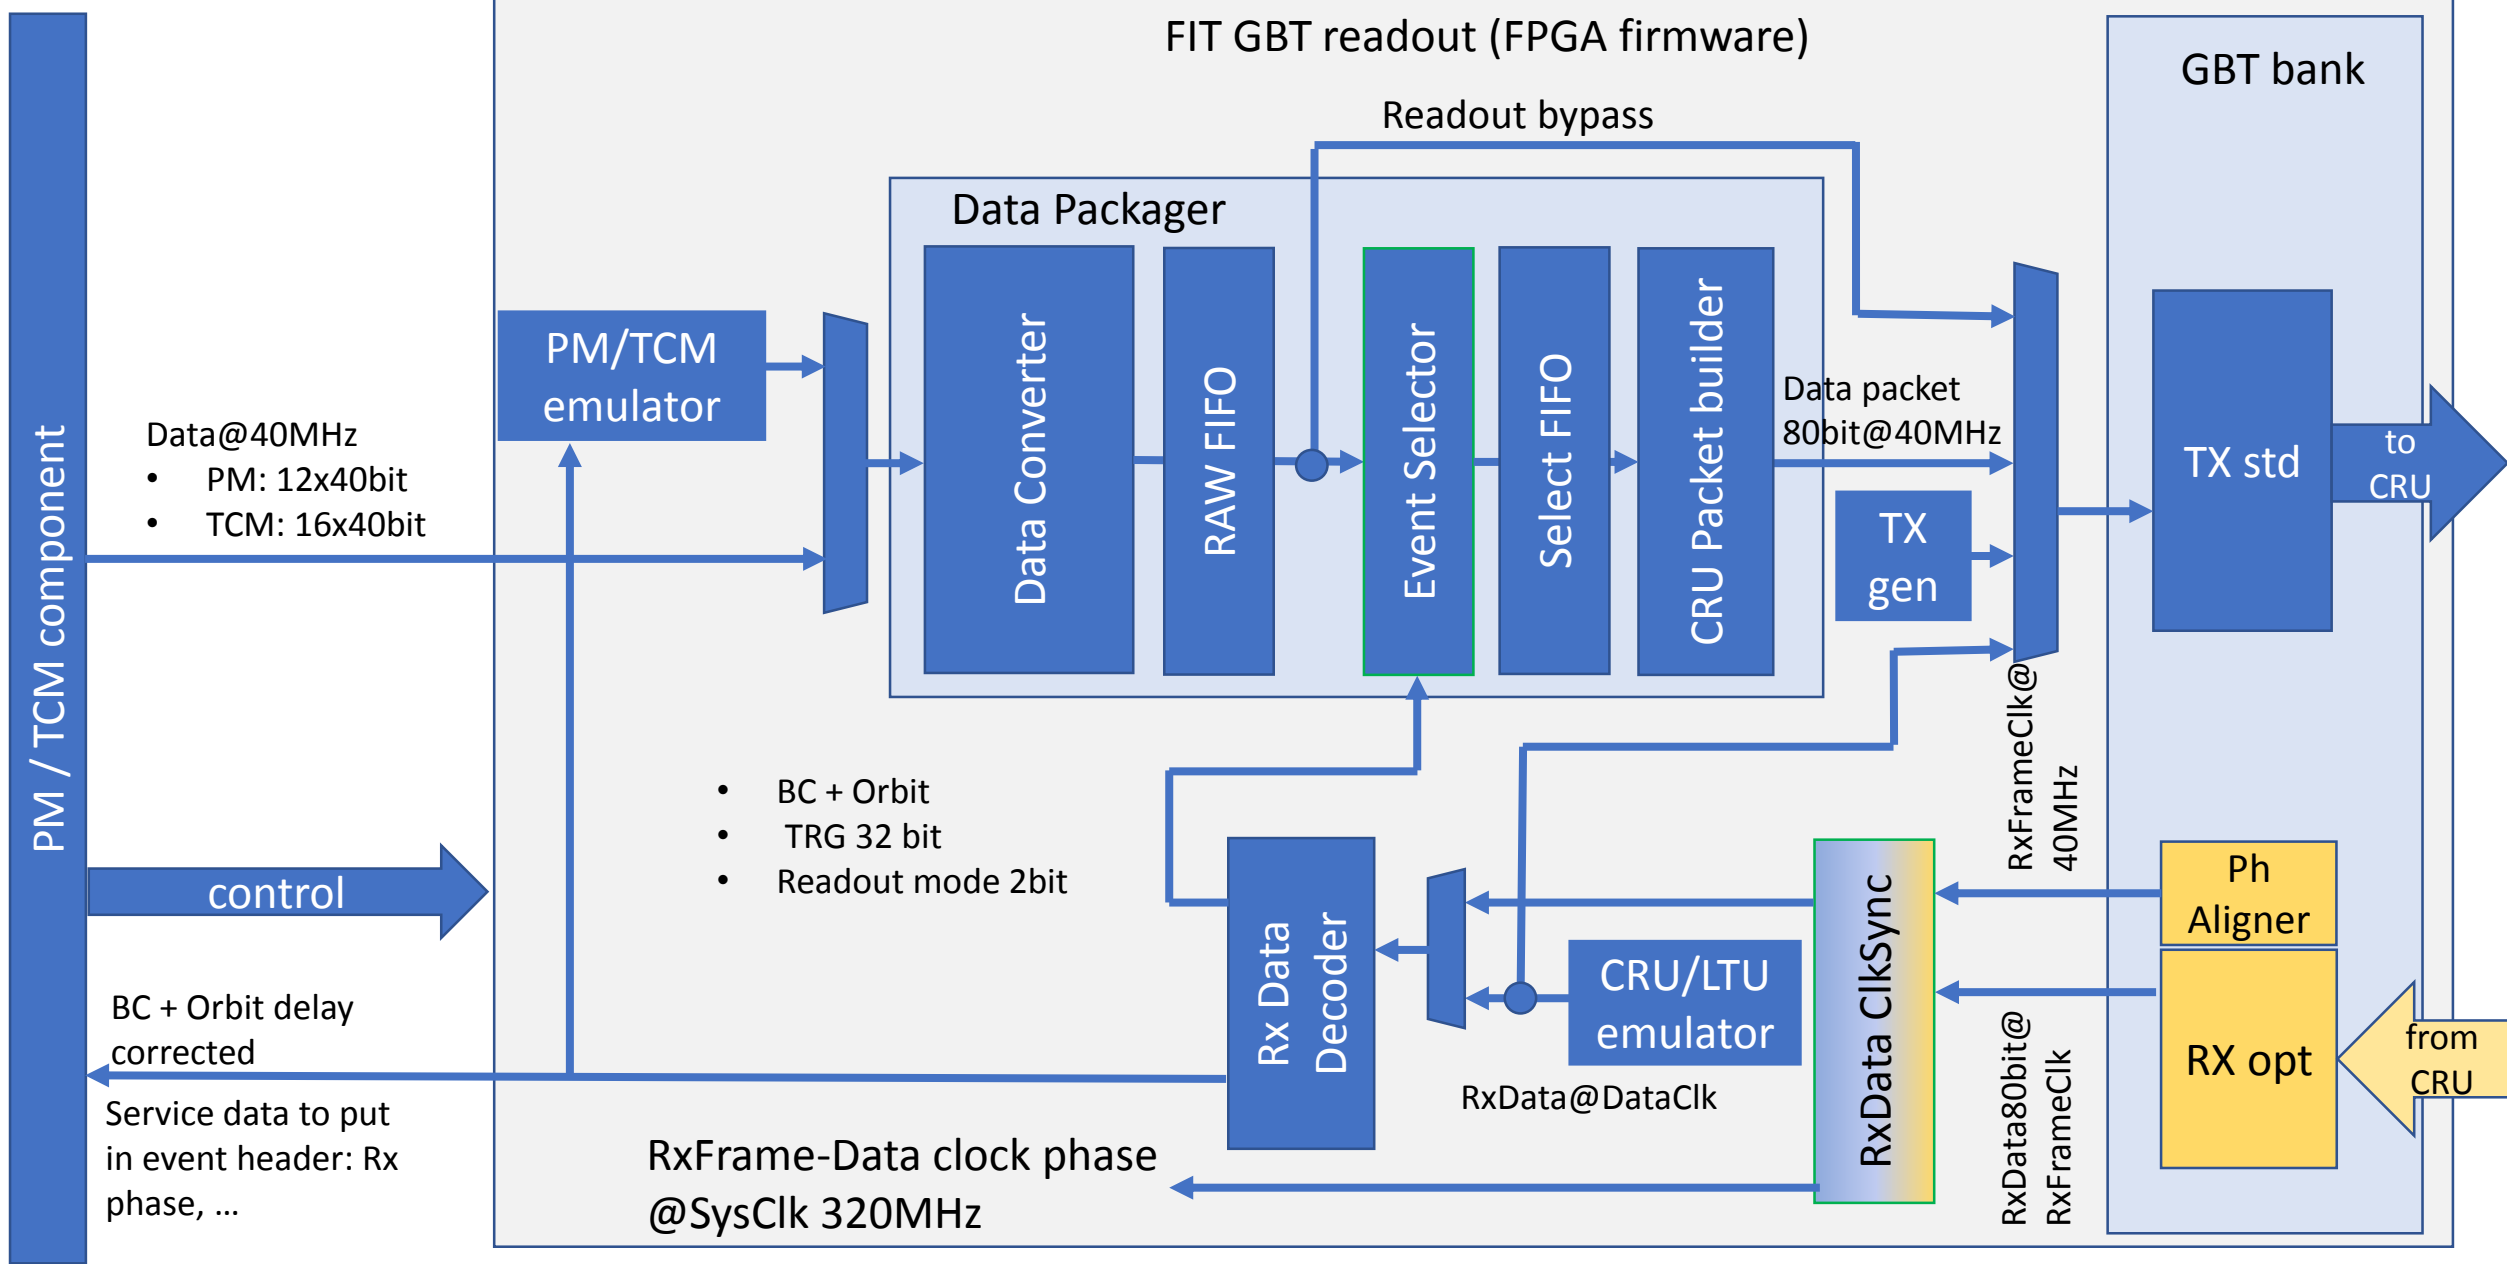 FIT GBT readout (FPGA firmware)
GBT bank
Readout bypass
Data Packager
PM / TCM component
Data@40MHz
• PM: 12x40bit
• TCM: 16x40bit
PM/TCM
emulator
Data Converter
RAW FIFO
Event Selector
Select FIFO
CRU Packet builder
Data packet
80bit@40MHz
TX
gen
TX std
to
CRU
RxFrameClk@
40MHz
• BC + Orbit
• TRG 32 bit
• Readout mode 2bit
control
Rx Data
Decoder
CRU/LTU
emulator
RxData ClkSync
Ph
Aligner
RX opt
from
CRU
RxData80bit@
RxFrameClk
RxData@DataClk
BC + Orbit delay
corrected
Service data to put
in event header: Rx
phase, ...
RxFrame-Data clock phase
@SysClk 320MHz